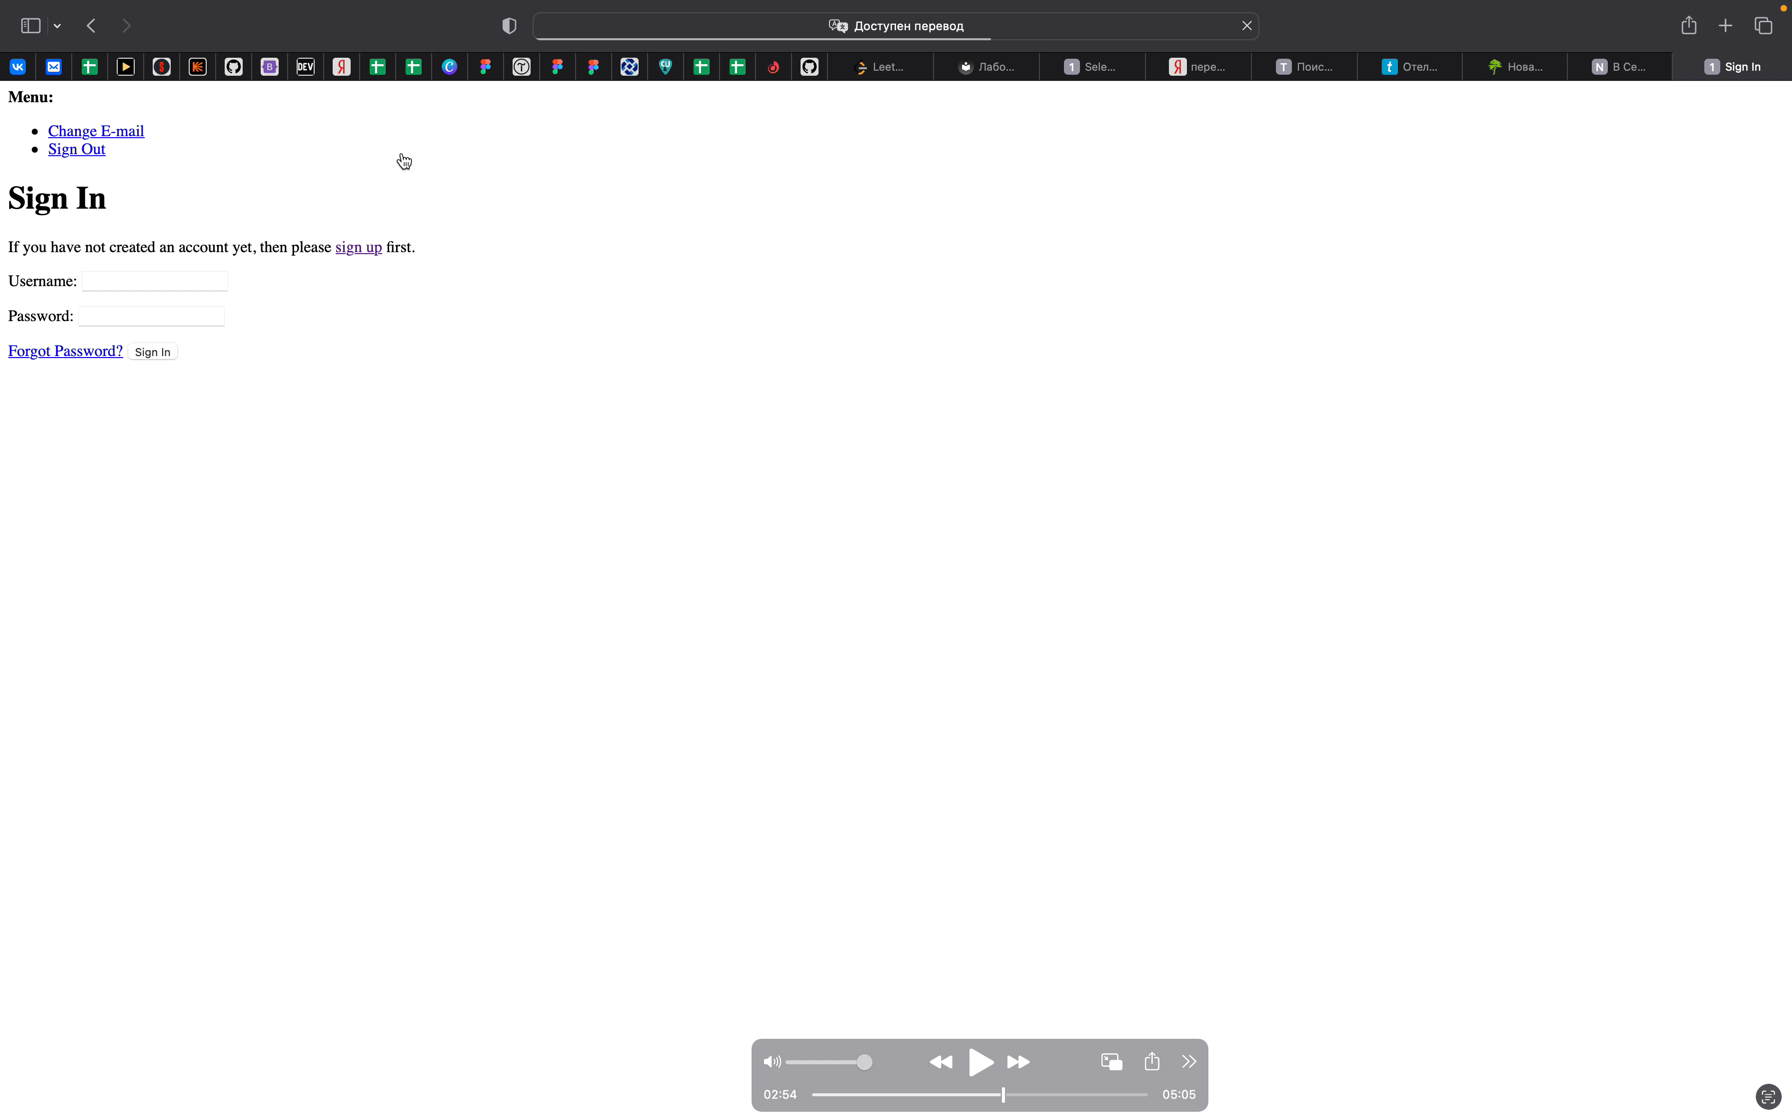 Доступен перевод
DEV Я Leet... Лабо... 1 Sele... Я пере... T Поис... t Отел... Нова... N В Се... 1 Sign In
Menu:
Change E-mail
Sign Out
Sign In
If you have not created an account yet, then please sign up first.
Username:
Password:
Forgot Password? Sign In
02:54 05:05